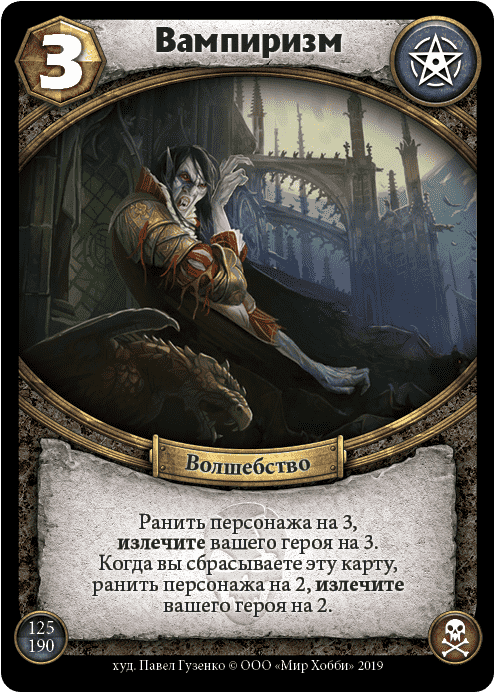 3
Вампиризм
Волшебство
Ранить персонажа на 3,
излечите вашего героя на 3.
Когда вы сбрасываете эту карту,
ранить персонажа на 2, излечите
вашего героя на 2.
125
190
худ. Павел Гузенко © ООО «Мир Хобби» 2019